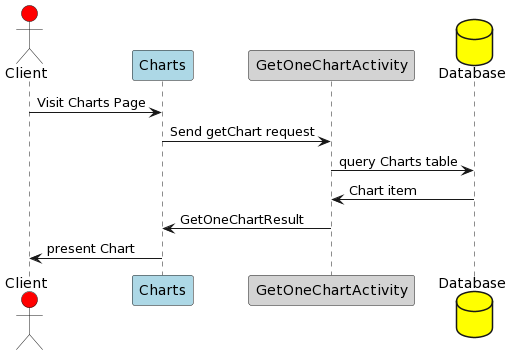 Client
Charts
GetOneChartActivity
Database
Visit Charts Page
Send getChart request
query Charts table
Chart item
GetOneChartResult
present Chart
Client
Charts
GetOneChartActivity
Database